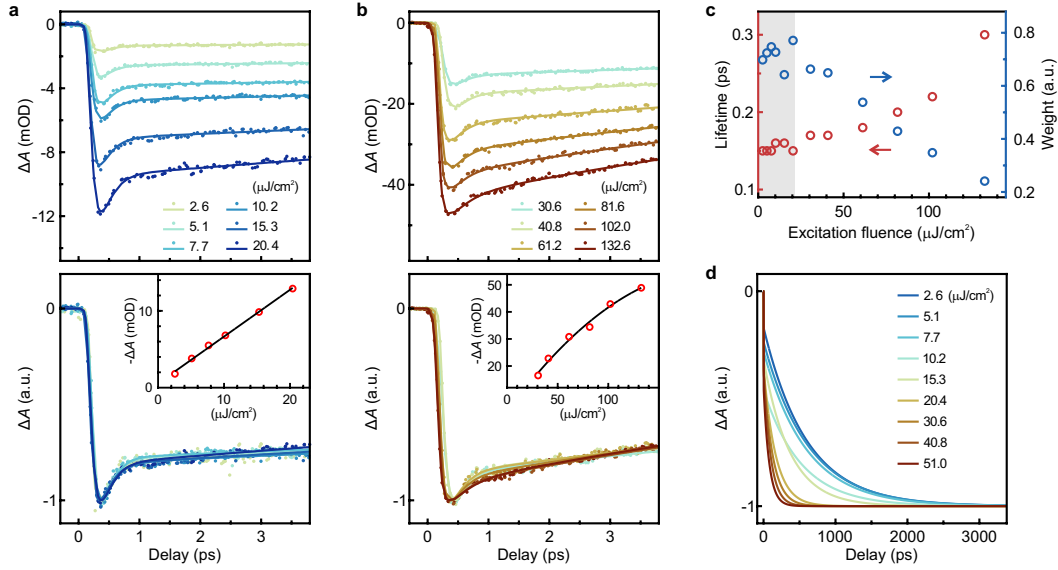 a
0
-4
-8
-12
ΔA (mOD)
(μJ/cm²)
2.6
5.1
7.7
10.2
15.3
20.4
b
0
-20
-40
ΔA (mOD)
(μJ/cm²)
30.6
40.8
61.2
81.6
102.0
132.6
c
0.3
0.2
0.1
Lifetime (ps)
0.8
0.6
0.4
0.2
Weight (a.u.)
0 50 100
Excitation fluence (μJ/cm²)
0
-1
ΔA (a.u.)
0 1 2 3
Delay (ps)
10
5
0
-ΔA (mOD)
0 10 20
(μJ/cm²)
0
-1
ΔA (a.u.)
0 1 2 3
Delay (ps)
50
40
30
20
-ΔA (mOD)
0 50 100
(μJ/cm²)
d
0
-1
ΔA (a.u.)
0 1000 2000 3000
Delay (ps)
2.6 (μJ/cm²)
5.1
7.7
10.2
15.3
20.4
30.6
40.8
51.0